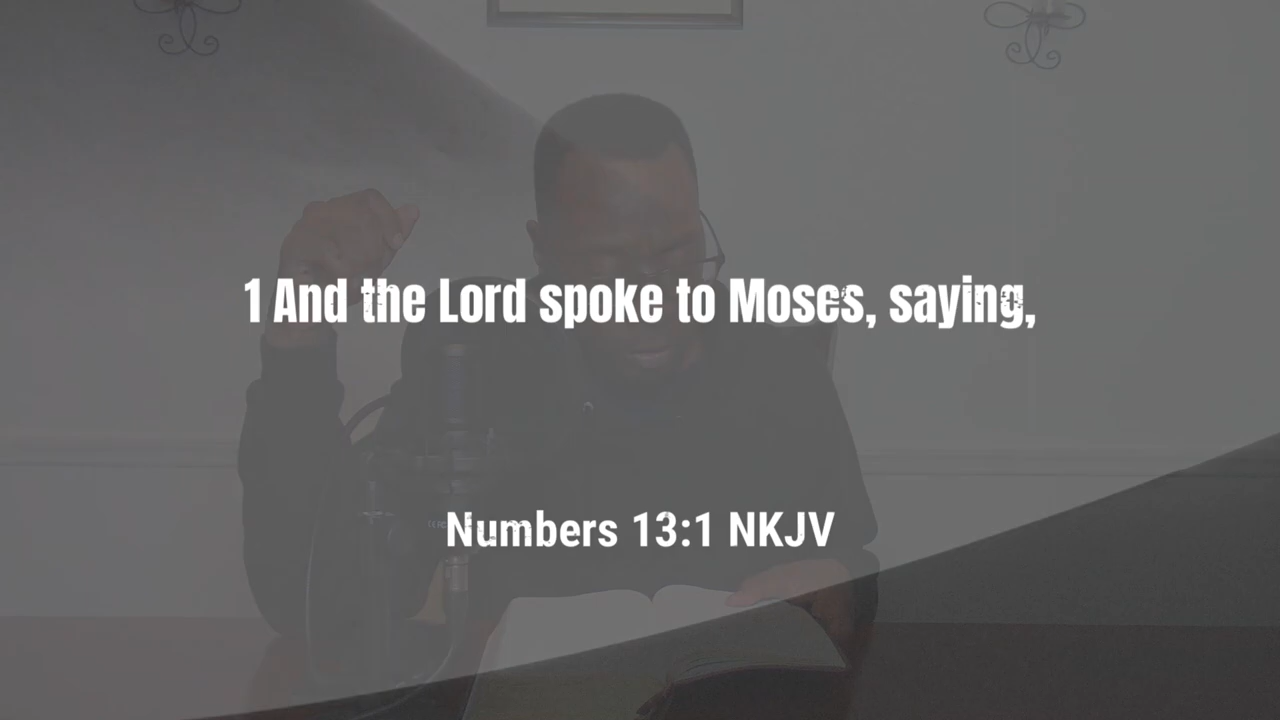 1 And the Lord spoke to Moses, saying,
Numbers 13:1 NKJV